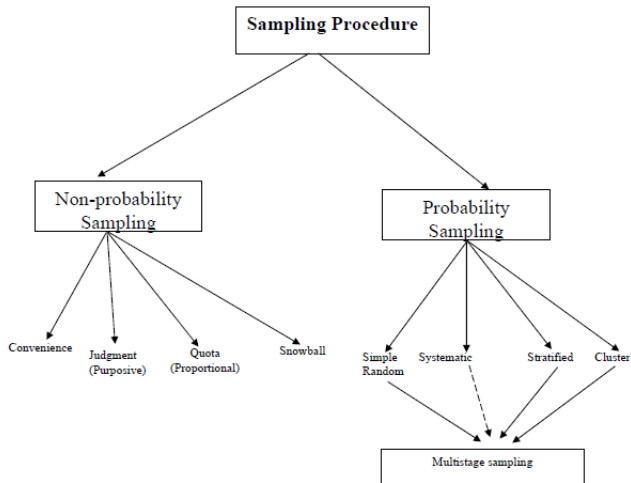 Sampling Procedure
Non-probability
Sampling
Probability
Sampling
Convenience
Judgment
(Purposive)
Quota
(Proportional)
Snowball
Simple
Random
Systematic
Stratified
Cluster
Multistage sampling